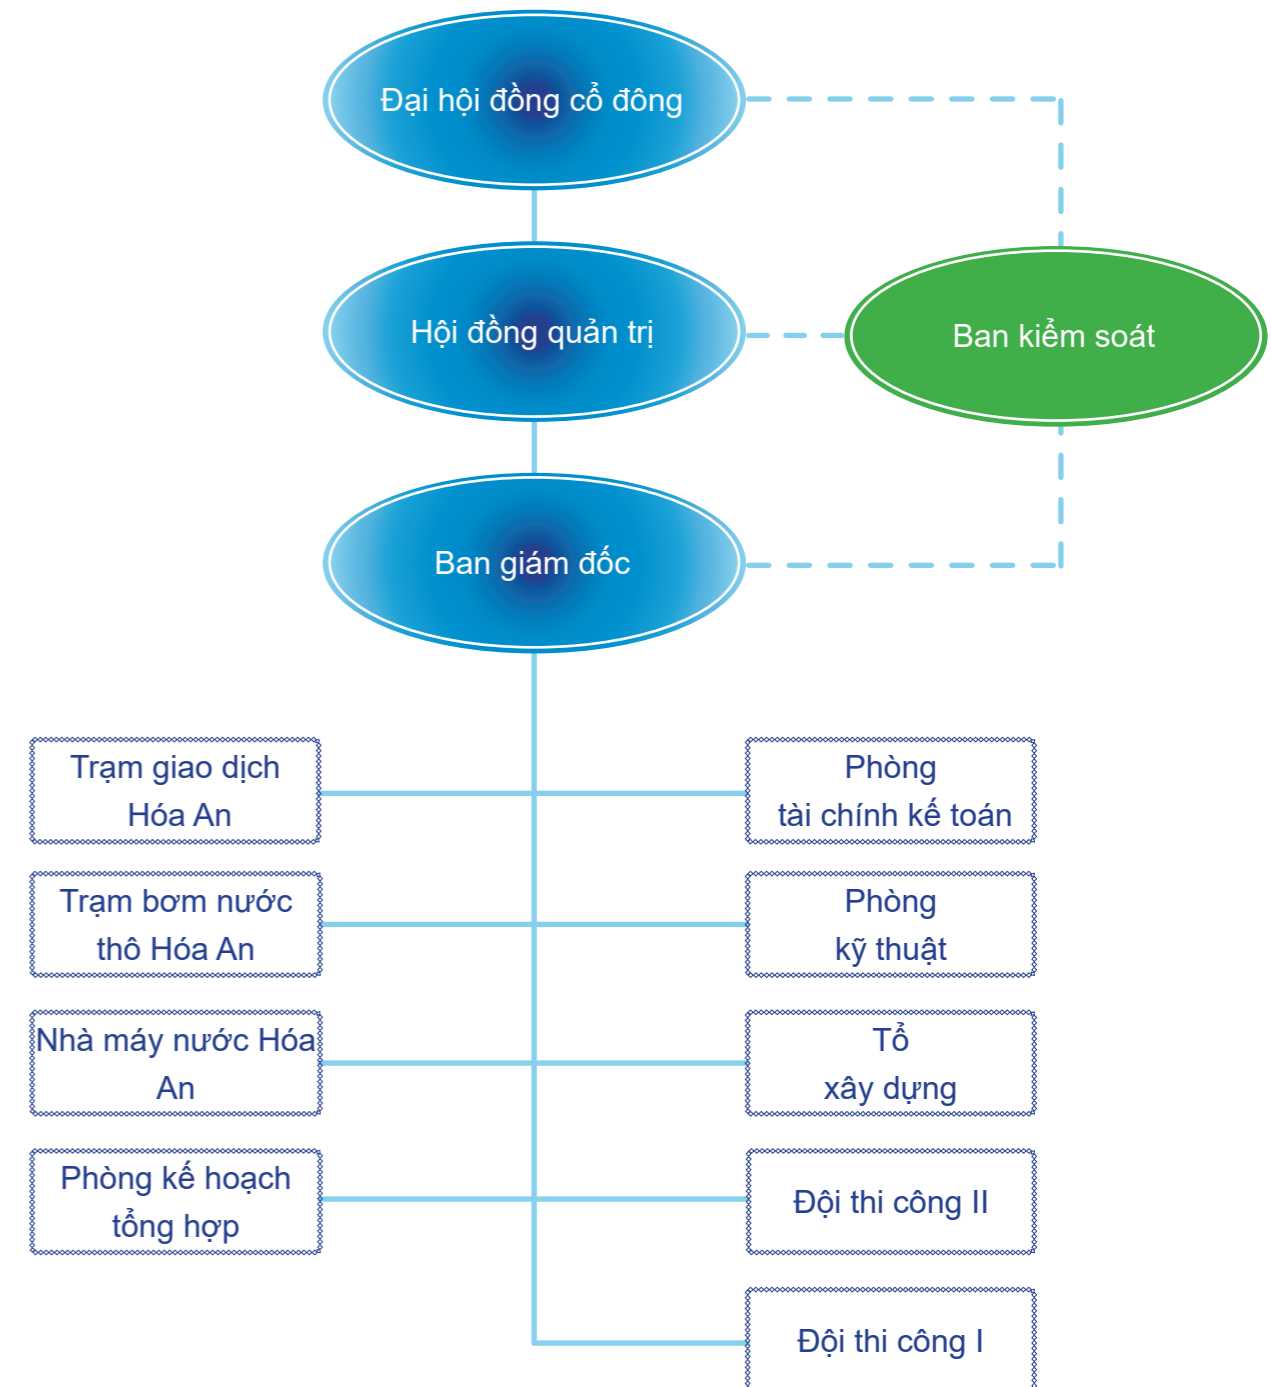 Đại hội đồng cổ đông
Hội đồng quản trị
Ban kiểm soát
Ban giám đốc
Trạm giao dịch
Hóa An
Phòng
tài chính kế toán
Trạm bơm nước
thô Hóa An
Phòng
kỹ thuật
Nhà máy nước Hóa
An
Tổ
xây dựng
Phòng kế hoạch
tổng hợp
Đội thi công II
Đội thi công I